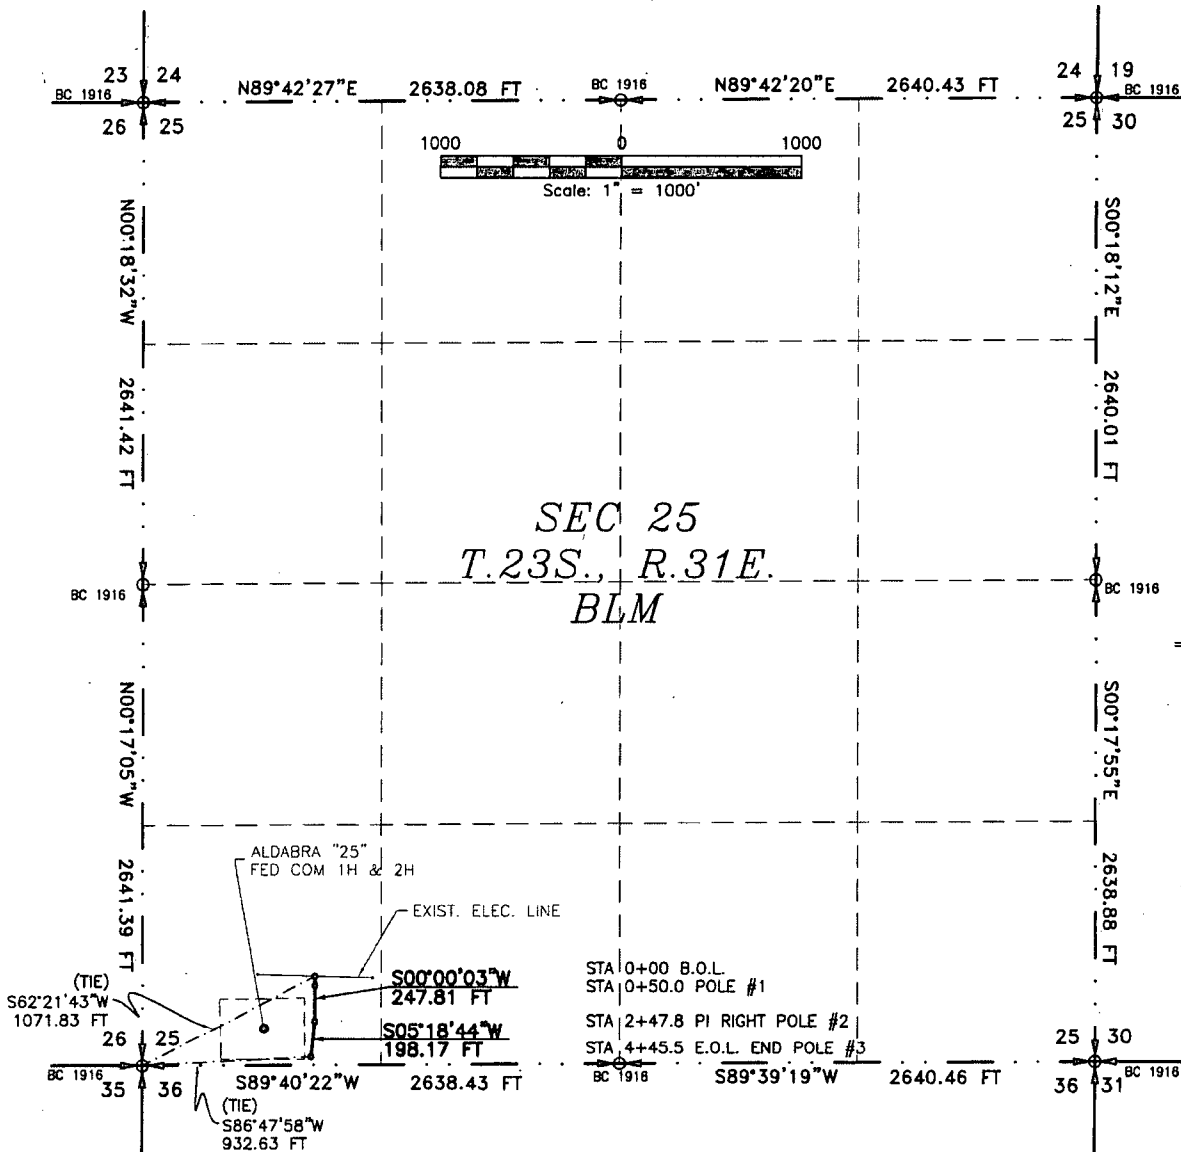 23 24
BC 1916
26 25
N89°42'27"E 2638.08 FT
BC 1916
N89°42'20"E 2640.43 FT
24 19
BC 1916
25 30
1000 0 1000
Scale: 1" = 1000'
N00°18'32"W 2641.42 FT
S00°18'12"E 2640.01 FT
SEC 25
T.23S., R.31E.
BLM
BC 1916
BC 1916
N00°17'05"W 2641.39 FT
S00°17'55"E 2638.88 FT
ALDABRA "25"
FED COM 1H & 2H
EXIST. ELEC. LINE
(TIE)
S62°21'43"W
1071.83 FT
S00°00'03"W
247.81 FT
S05°18'44"W
198.17 FT
STA 0+00 B.O.L.
STA 0+50.0 POLE #1
STA 2+47.8 PI RIGHT POLE #2
STA 4+45.5 E.O.L. END POLE #3
26 25
BC 1916
35 36
S89°40'22"W 2638.43 FT
BC 1916
S89°39'19"W 2640.46 FT
25 30
BC 1916
36 31
(TIE)
S86°47'58"W
932.63 FT